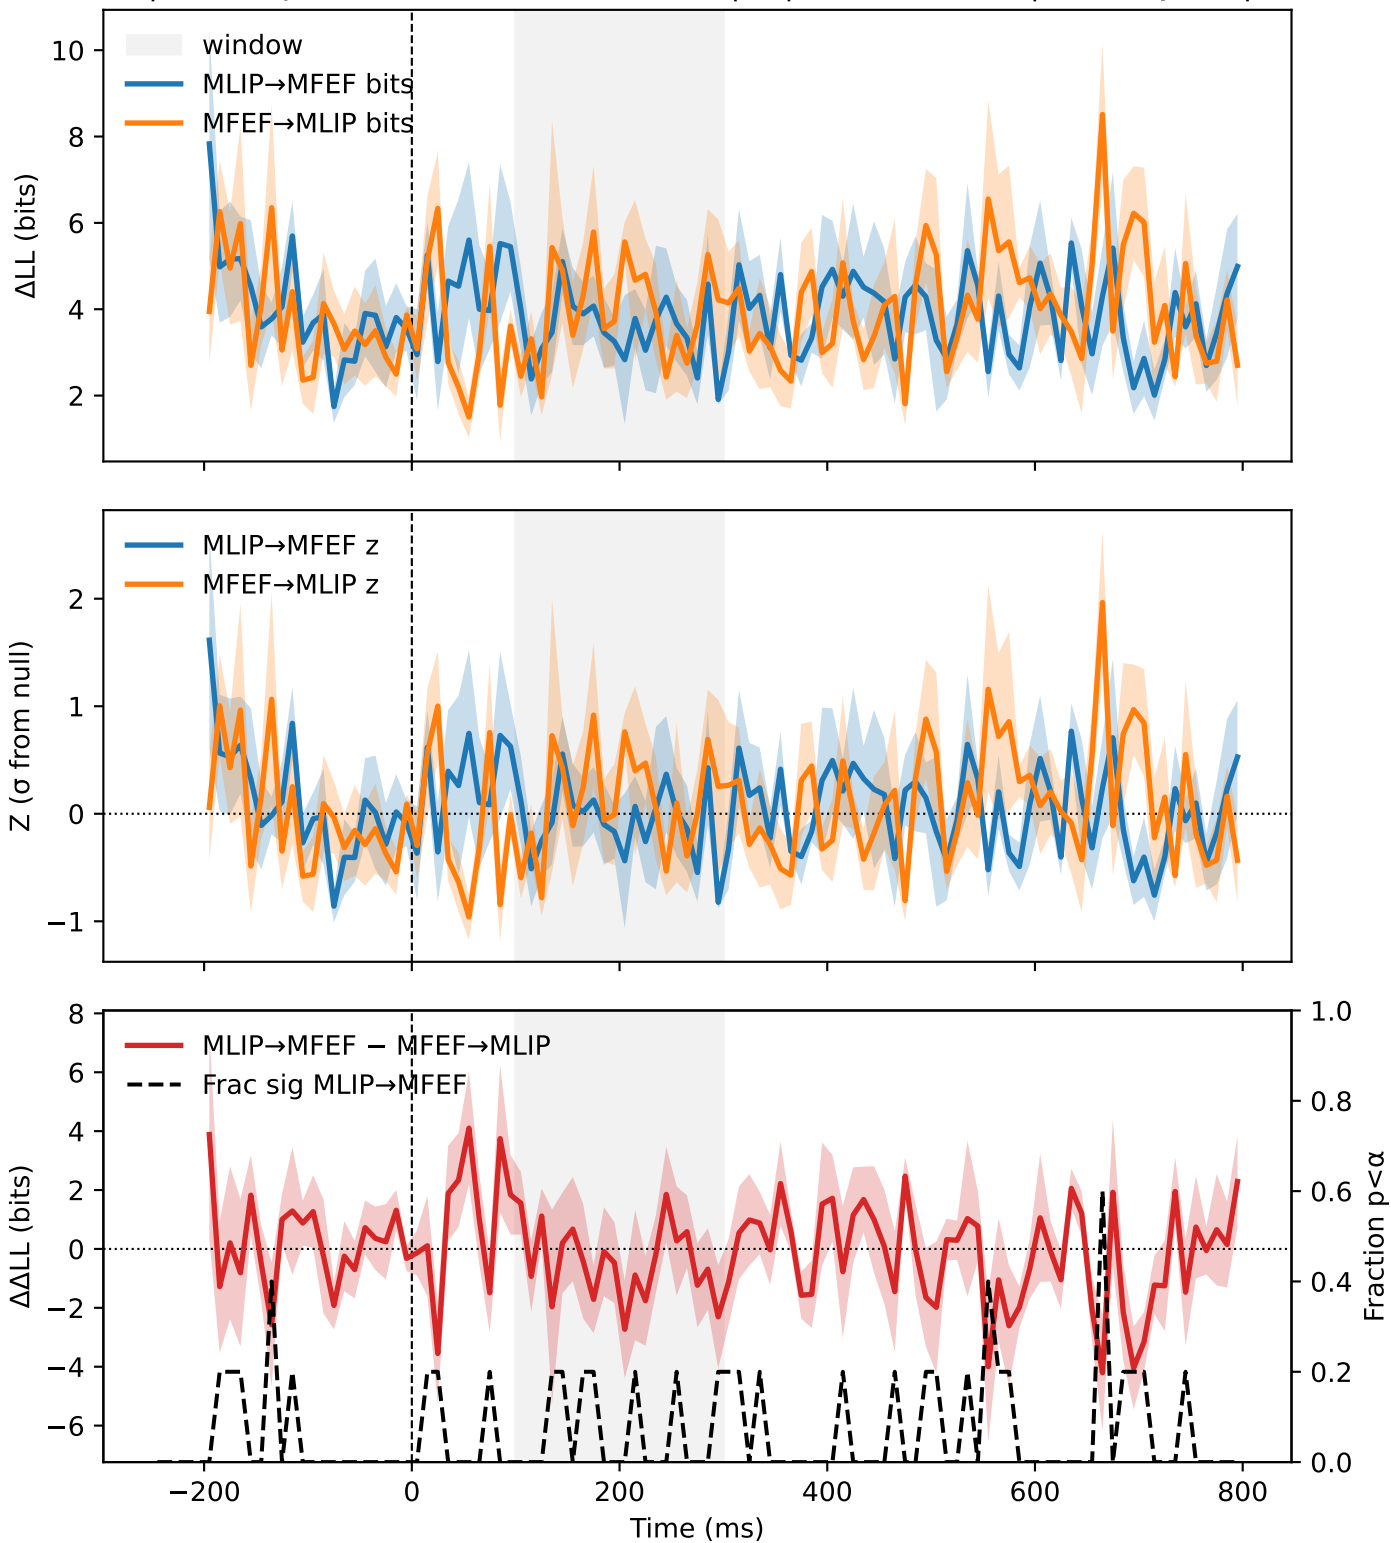 10
8
6
4
2
ΔLL (bits)
window
MLIP→MFEF bits
MFEF→MLIP bits
2
1
0
−1
Z (σ from null)
MLIP→MFEF z
MFEF→MLIP z
8
6
4
2
0
−2
−4
−6
ΔΔLL (bits)
MLIP→MFEF − MFEF→MLIP
Frac sig MLIP→MFEF
1.0
0.8
0.6
0.4
0.2
0.0
Fraction p<α
−200 0 200 400 600 800
Time (ms)